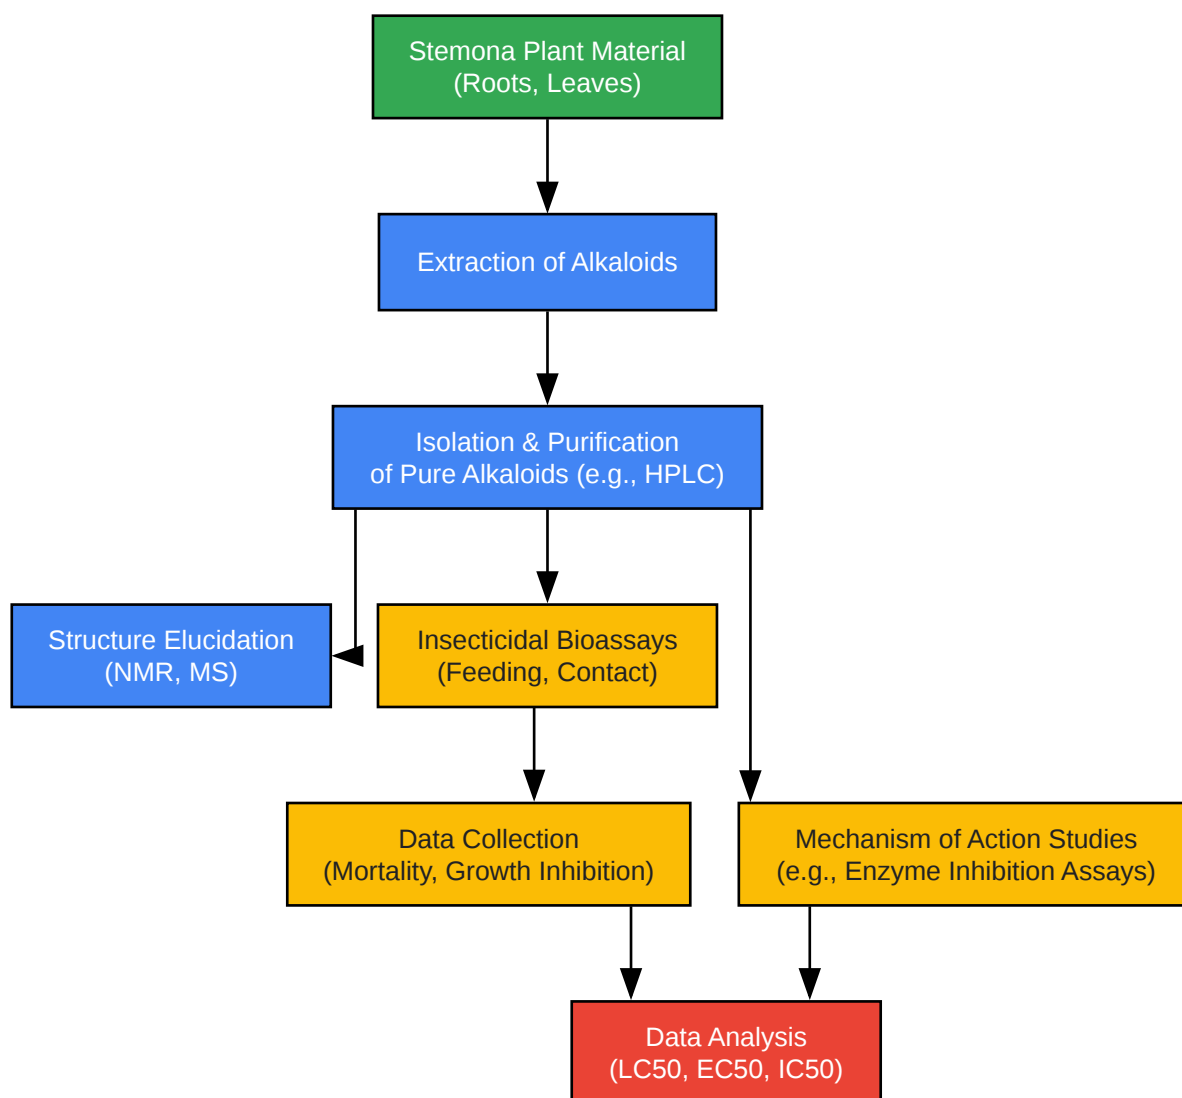 Stemona Plant Material
(Roots, Leaves)
Extraction of Alkaloids
Isolation & Purification
of Pure Alkaloids (e.g., HPLC)
Structure Elucidation
(NMR, MS)
Insecticidal Bioassays
(Feeding, Contact)
Data Collection
(Mortality, Growth Inhibition)
Mechanism of Action Studies
(e.g., Enzyme Inhibition Assays)
Data Analysis
(LC50, EC50, IC50)